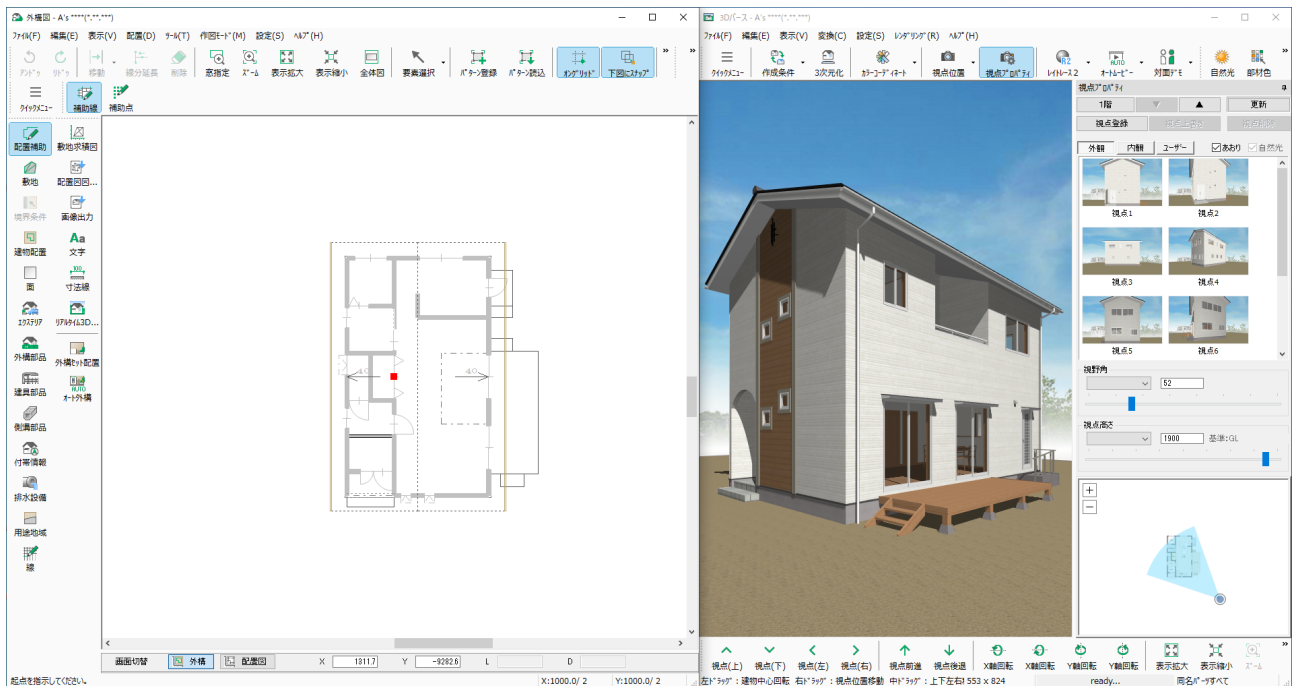 外構図 - A's ****(*.**.***)
ファイル(F) 編集(E) 表示(V) 配置(D) ツール(T) 作図モード(M) 設定(S) ヘルプ(H)
アンドゥ リドゥ 移動 線分延長 削除 窓指定 ズーム 表示拡大 表示縮小 全体図 要素選択 パターン登録 パターン読込 オングリッド 下図にスナップ
クイックメニュー 補助線 補助点
配置補助 敷地求積図
敷地 配置図図...
境界条件 画像出力
建物配置 Aa 文字
面 100 寸法線
エクステリア リアルタイム3D...
外構部品 外構セット配置
建具部品 AUTO オート外構
側溝部品
付帯情報
排水設備
用途地域
線
40 40
画面切替 外構 配置図 X 1311.7 Y -9282.6 L D
起点を指示してください。 X:1000.0/ 2 Y:1000.0/ 2
3Dパース - A's ****(*.**.***)
ファイル(F) 編集(E) 表示(V) 変換(C) 設定(S) レンダリング(R) ヘルプ(H)
クイックメニュー 作成条件 3次元化 カラーコーディネート 視点位置 視点プロパティ R2 レイトレース2 AUTO オートムービー 対面デモ 自然光 部材色
視点プロパティ
1階 ▼ ▲ 更新
視点登録 視点上書き 視点削除
外観 内観 ユーザー あおり 自然光
視点1 視点2
視点3 視点4
視点5 視点6
視野角
52
視点高さ
1900 基準:GL
+
−
視点(上) 視点(下) 視点(左) 視点(右) 視点前進 視点後退 X軸回転 X軸回転 Y軸回転 Y軸回転 表示拡大 表示縮小 ズーム
左ドラッグ:建物中心回転 右ドラッグ:視点位置移動 中ドラッグ:上下左右 553 x 824 ready... 同名パーツすべて